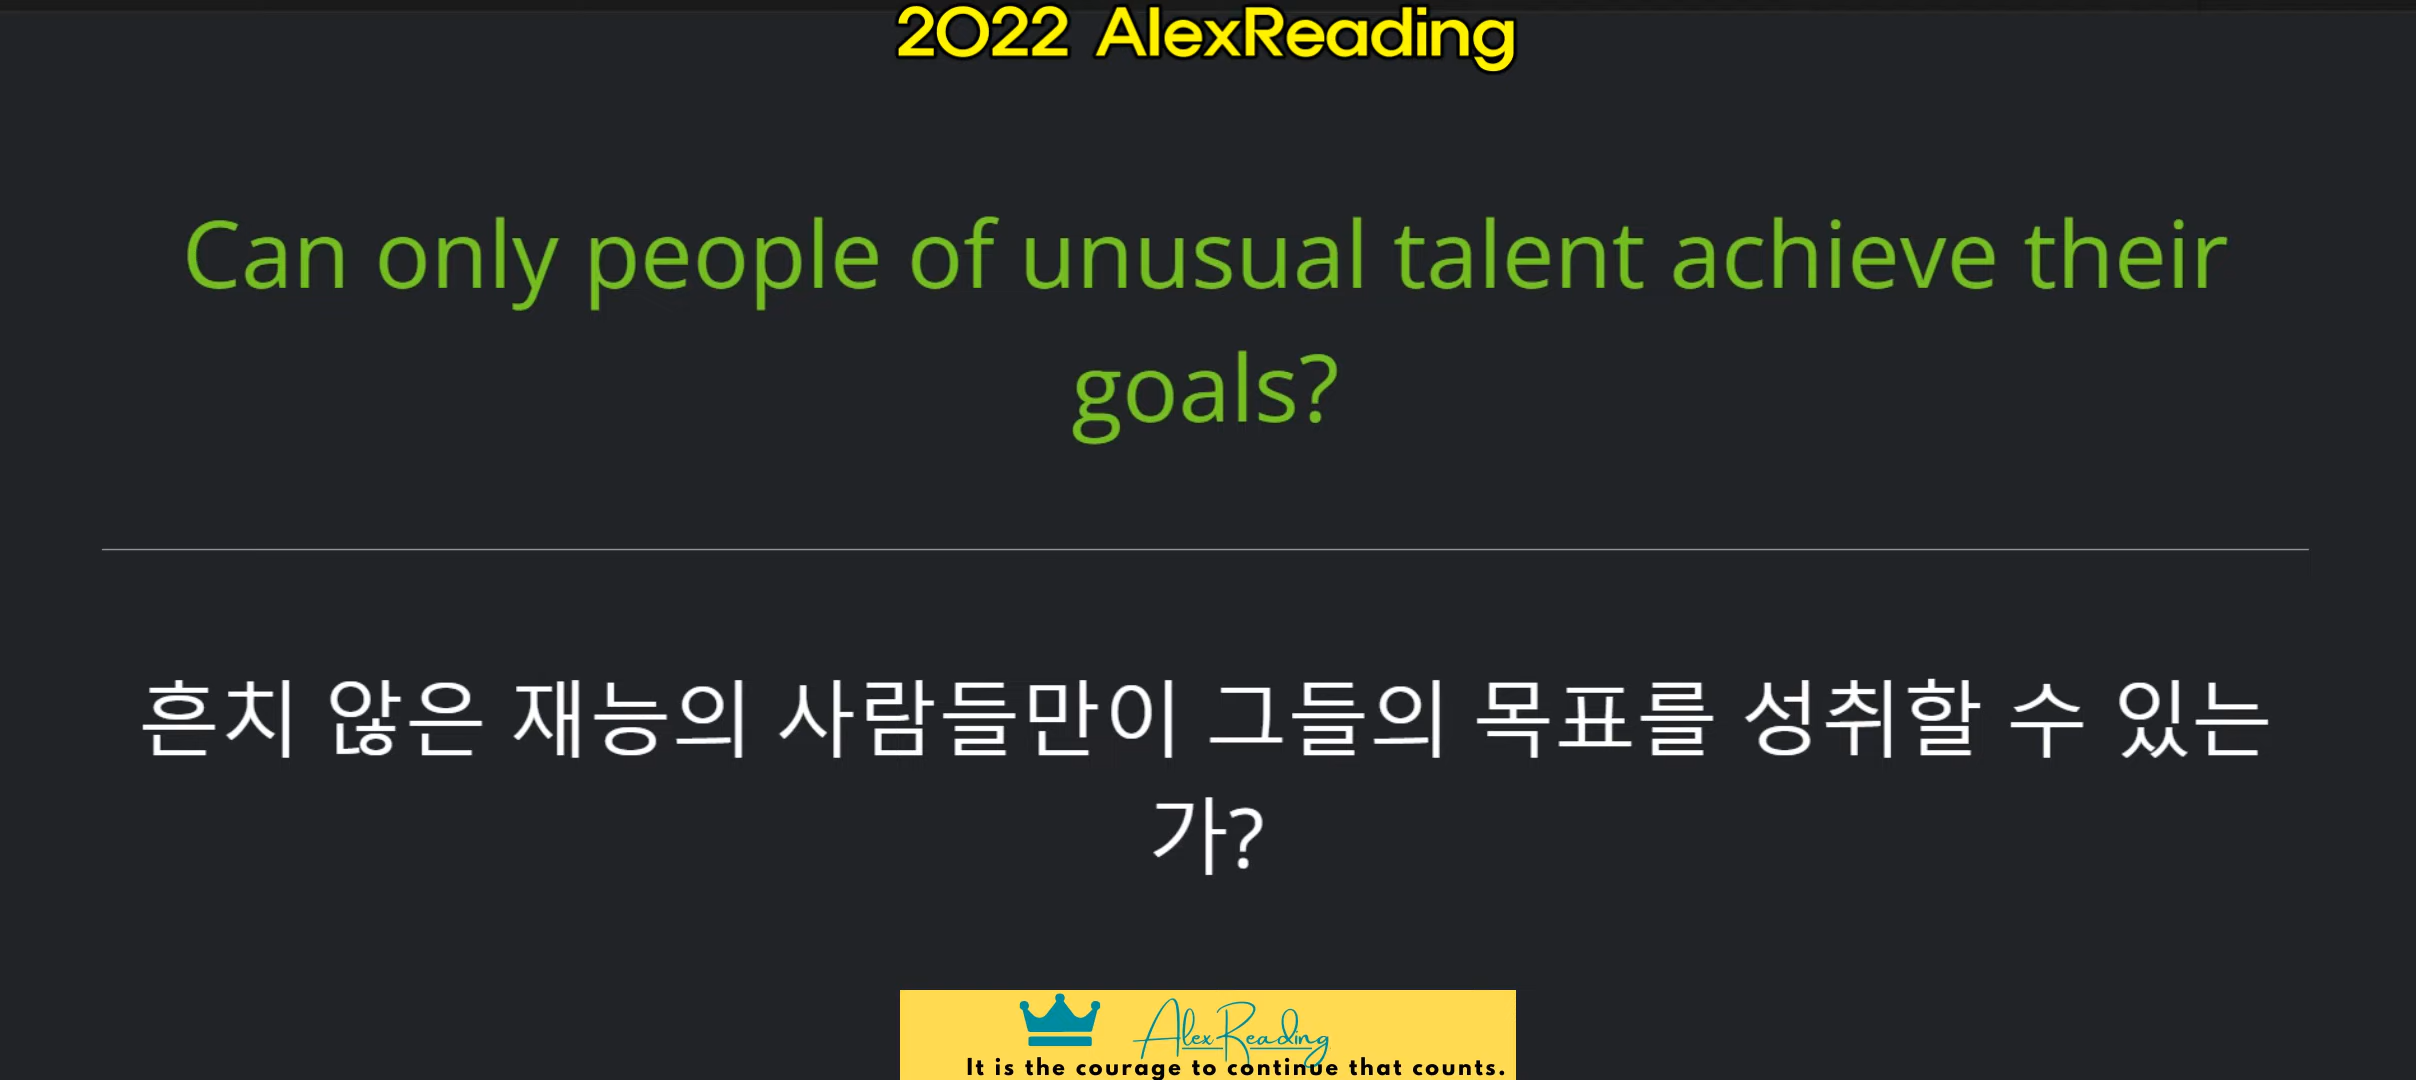 2022 AlexReading
Can only people of unusual talent achieve their
goals?
흔치 않은 재능의 사람들만이 그들의 목표를 성취할 수 있는
가?
AlexReading
It is the courage to continue that counts.